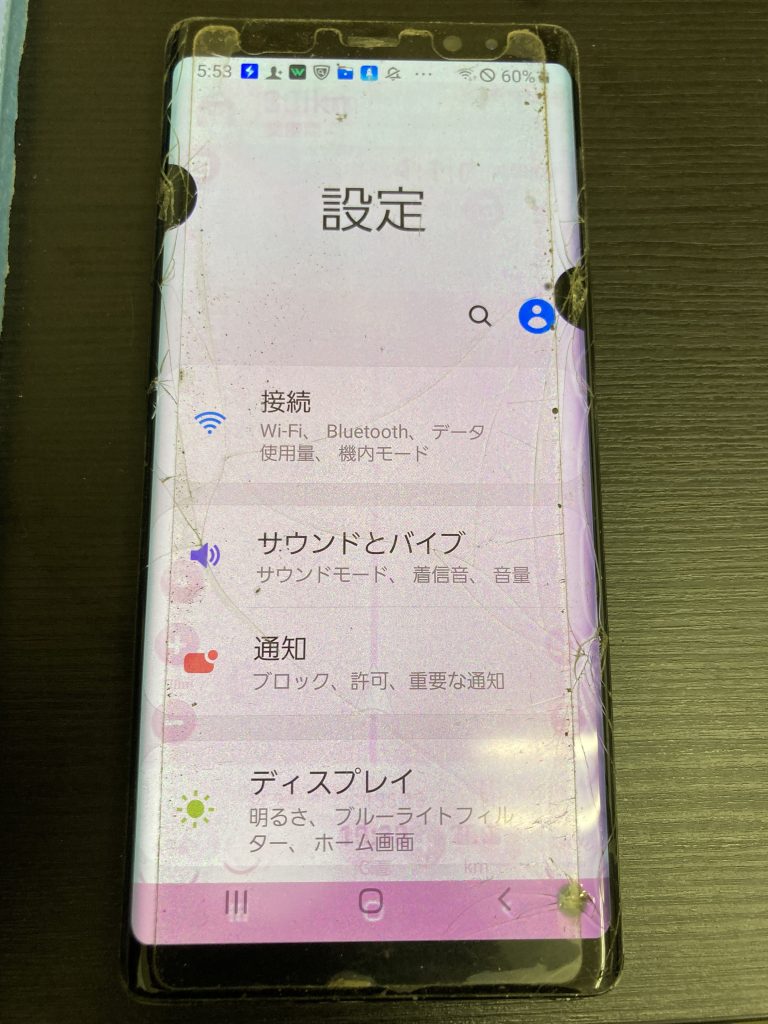 5:53 60%
設定
接続
Wi-Fi、 Bluetooth、 データ
使用量、 機内モード
サウンドとバイブ
サウンドモード、 着信音、 音量
通知
ブロック、許可、重要な通知
ディスプレイ
明るさ、 ブルーライトフィル
ター、 ホーム画面
km